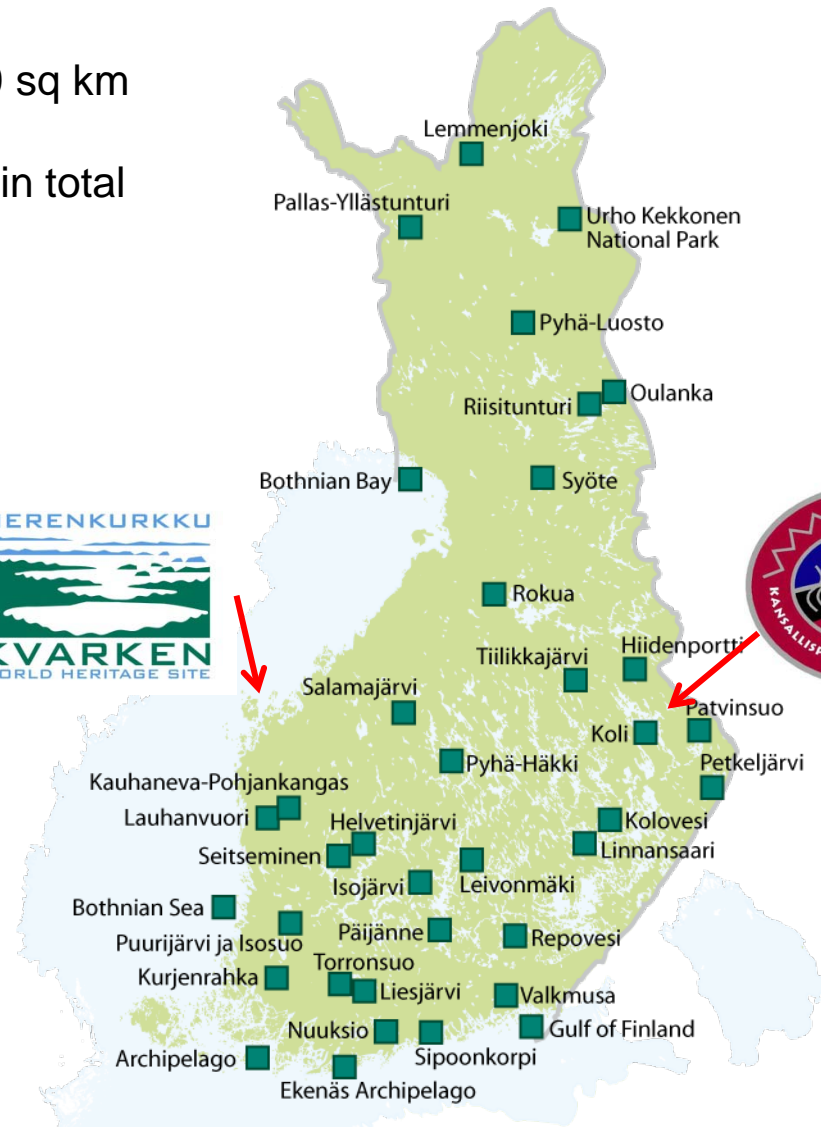 sq km
in total
Lemmenjoki
Pallas-Yllästunturi
Urho Kekkonen
National Park
Pyhä-Luosto
Oulanka
Riisitunturi
Bothnian Bay
Syöte
ERENKURKKU
KVARKEN
WORLD HERITAGE SITE
Rokua
Tiilikkajärvi
Hiidenportti
KANSALLISP
Salamajärvi
Koli
Patvinsuo
Pyhä-Häkki
Petkeljärvi
Kauhaneva-Pohjankangas
Lauhanvuori
Helvetinjärvi
Kolovesi
Seitseminen
Linnansaari
Isojärvi
Leivonmäki
Bothnian Sea
Puurijärvi ja Isosuo
Päijänne
Repovesi
Kurjenrahka
Torronsuo
Liesjärvi
Valkmusa
Nuuksio
Sipoonkorpi
Gulf of Finland
Archipelago
Ekenäs Archipelago